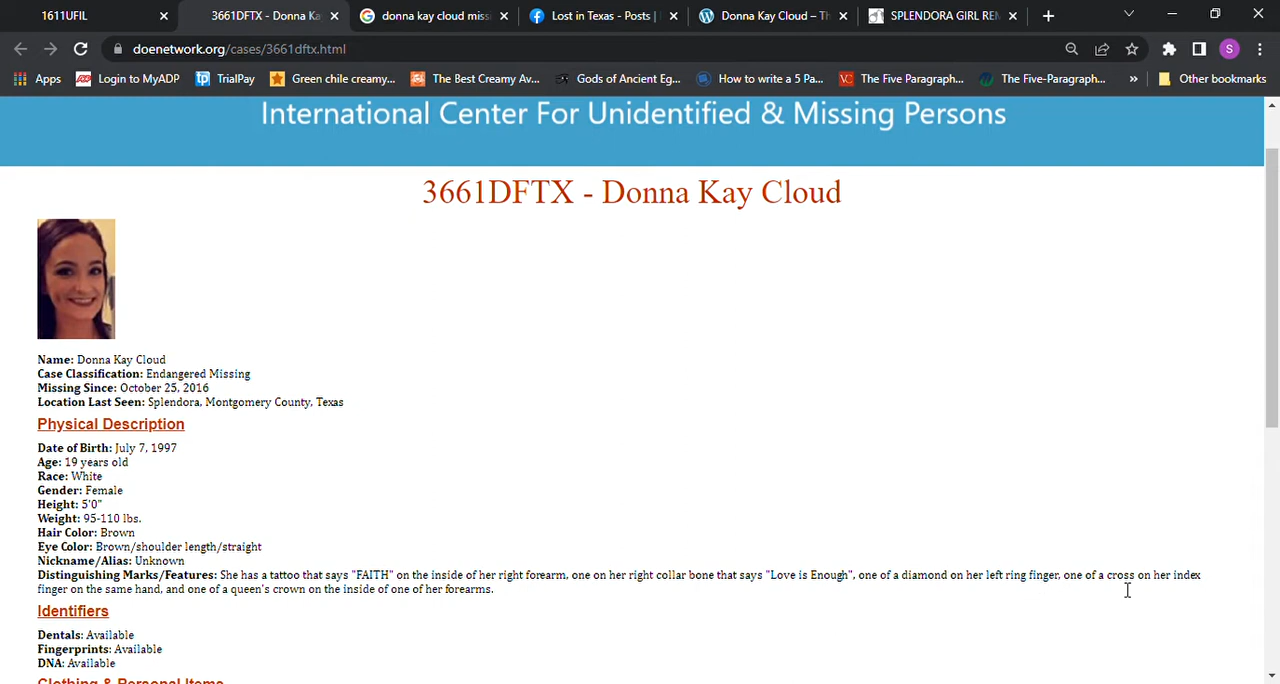 1611UFIL
3661DFTX - Donna Ka
donna kay cloud miss
Lost in Texas - Posts |
Donna Kay Cloud – Th
SPLENDORA GIRL REM
doenetwork.org/cases/3661dftx.html
S
Apps
Login to MyADP
tp TrialPay
Green chile creamy...
The Best Creamy Av...
Gods of Ancient Eg...
How to write a 5 Pa...
VC The Five Paragraph...
The Five-Paragraph...
»
Other bookmarks
International Center For Unidentified & Missing Persons
3661DFTX - Donna Kay Cloud
Name: Donna Kay Cloud
Case Classification: Endangered Missing
Missing Since: October 25, 2016
Location Last Seen: Splendora, Montgomery County, Texas
Physical Description
Date of Birth: July 7, 1997
Age: 19 years old
Race: White
Gender: Female
Height: 5'0"
Weight: 95-110 lbs.
Hair Color: Brown
Eye Color: Brown/shoulder length/straight
Nickname/Alias: Unknown
Distinguishing Marks/Features: She has a tattoo that says "FAITH" on the inside of her right forearm, one on her right collar bone that says "Love is Enough", one of a diamond on her left ring finger, one of a cross on her index
finger on the same hand, and one of a queen's crown on the inside of one of her forearms.
Identifiers
Dentals: Available
Fingerprints: Available
DNA: Available
Clothing & Personal Items